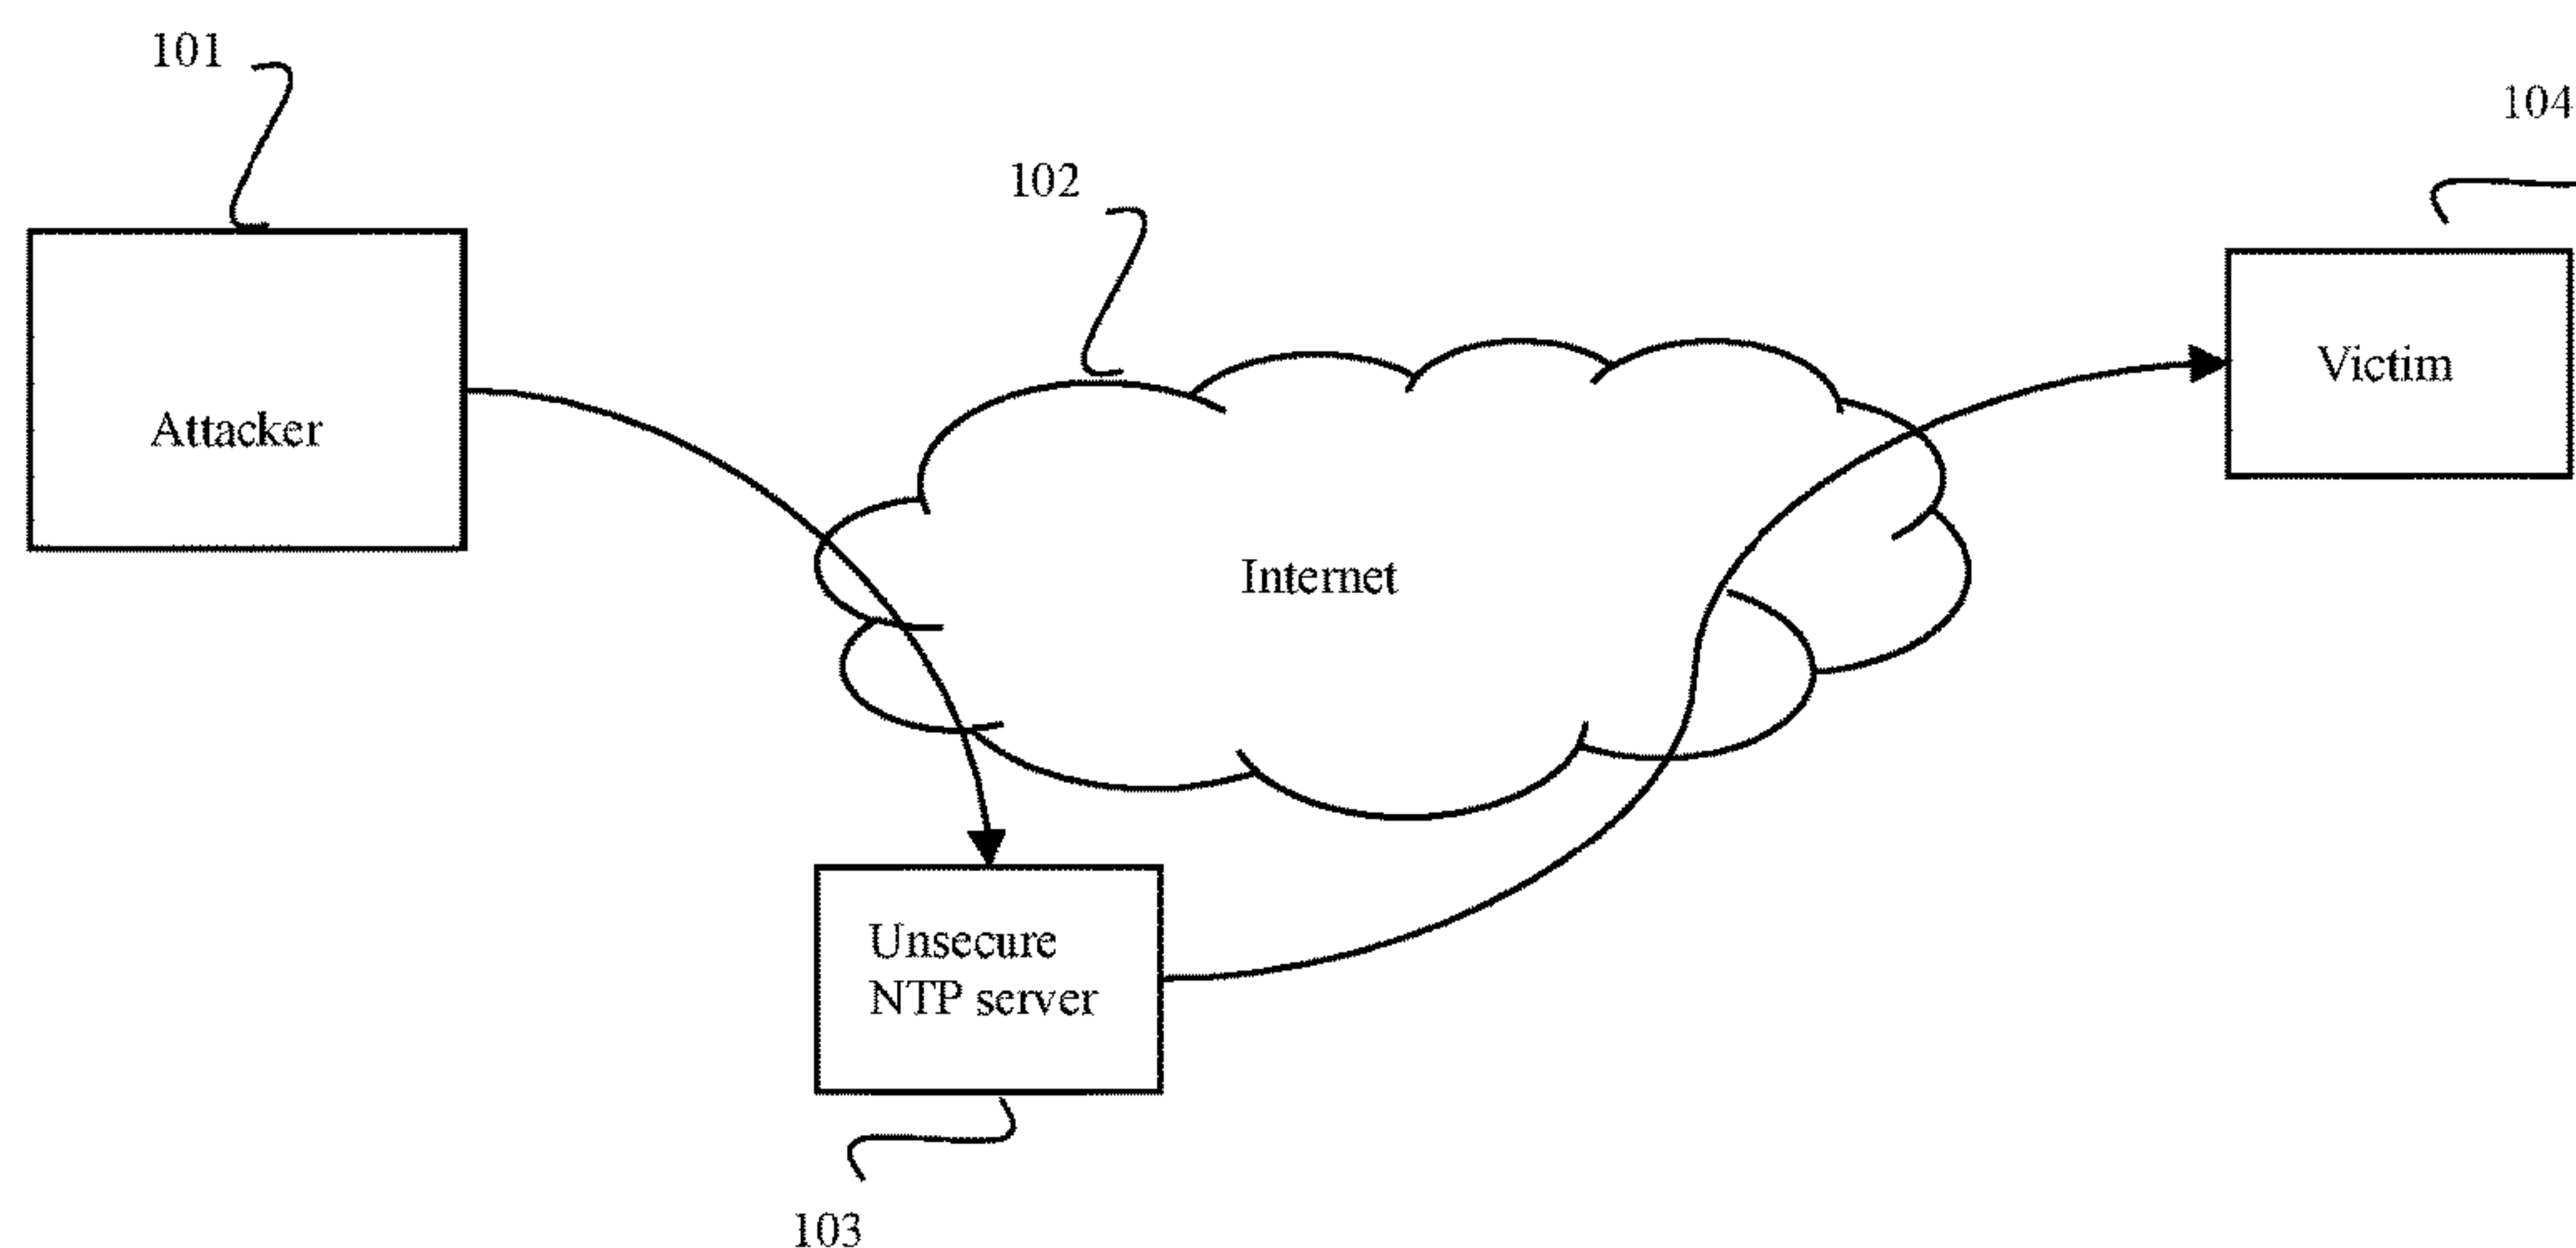 101
102
104
Attacker
Victim
Internet
Unsecure
NTP server
103